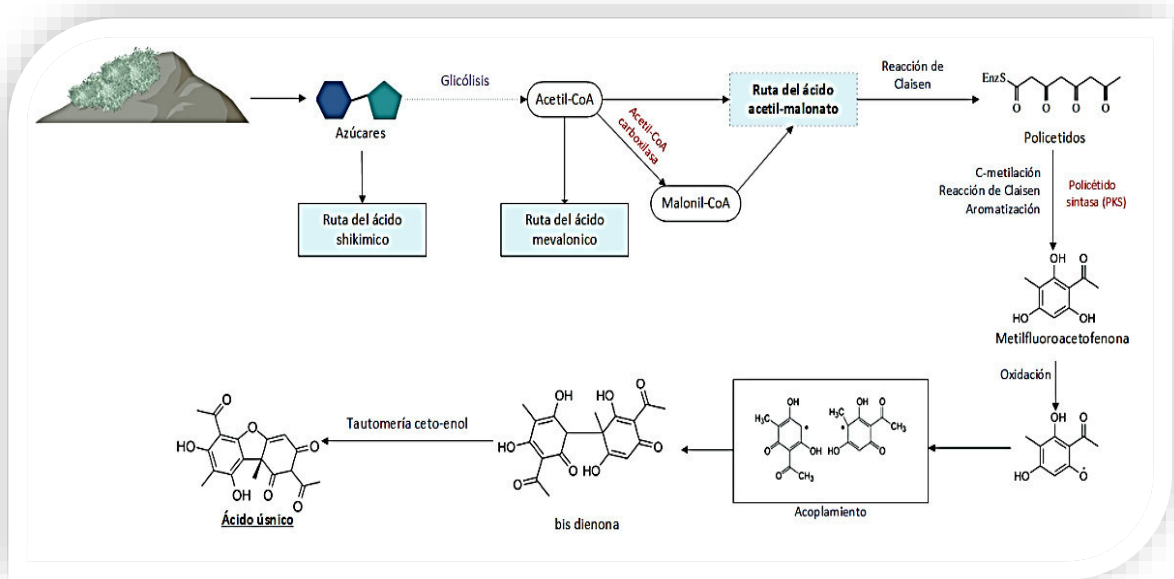 Glicólisis
Azúcares
Acetil-CoA
Ruta del ácido
acetil-malonato
Reacción de
Claisen
EnzS
O O O O
Policetidos
Acetil-CoA
carboxilasa
Malonil-CoA
Ruta del ácido
shikimico
Ruta del ácido
mevalonico
C-metilación
Reacción de Claisen
Aromatización
Policétido
sintasa (PKS)
OH O
HO OH
Metilfluoroacetofenona
Oxidación
OH O
HO O
OH
H₃C
O OH
O CH₃
OH O
H₃C
CH₃
HO O
Acoplamiento
OH HO O
HO O O
O HO
bis dienona
Tautomería ceto-enol
O
HO O O
OH O O
Ácido úsnico